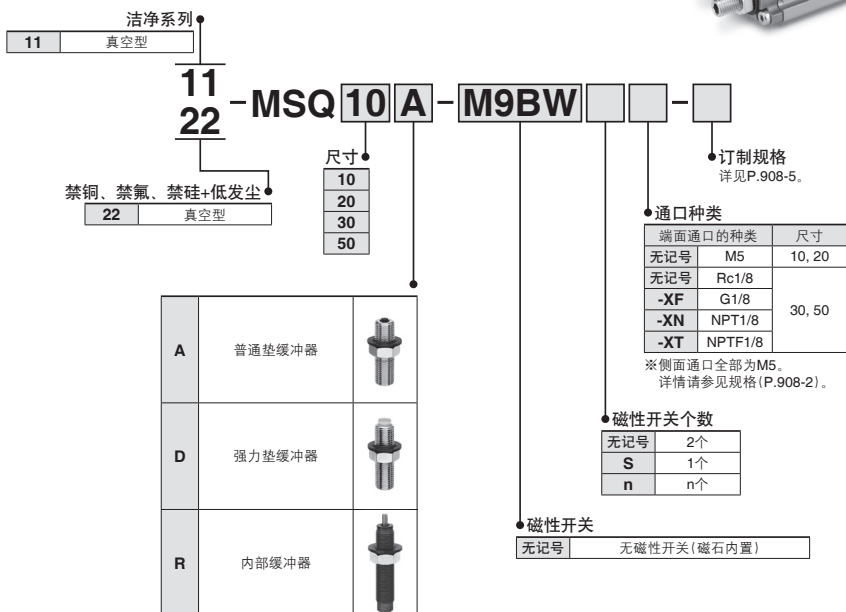 洁净系列
11 真空型
11
22
-MSQ 10 A - M9BW -
禁铜、禁氟、禁硅+低发尘
22 真空型
尺寸
10
20
30
50
A 普通垫缓冲器
D 强力垫缓冲器
R 内部缓冲器
订制规格
详见P.908-5。
通口种类
端面通口的种类 尺寸
无记号 M5 10, 20
无记号 Rc1/8
-XF G1/8
30, 50
-XN NPT1/8
-XT NPTF1/8
※侧面通口全部为M5。
详情请参见规格(P.908-2)。
磁性开关个数
无记号 2个
S 1个
n n个
磁性开关
无记号 无磁性开关(磁石内置)